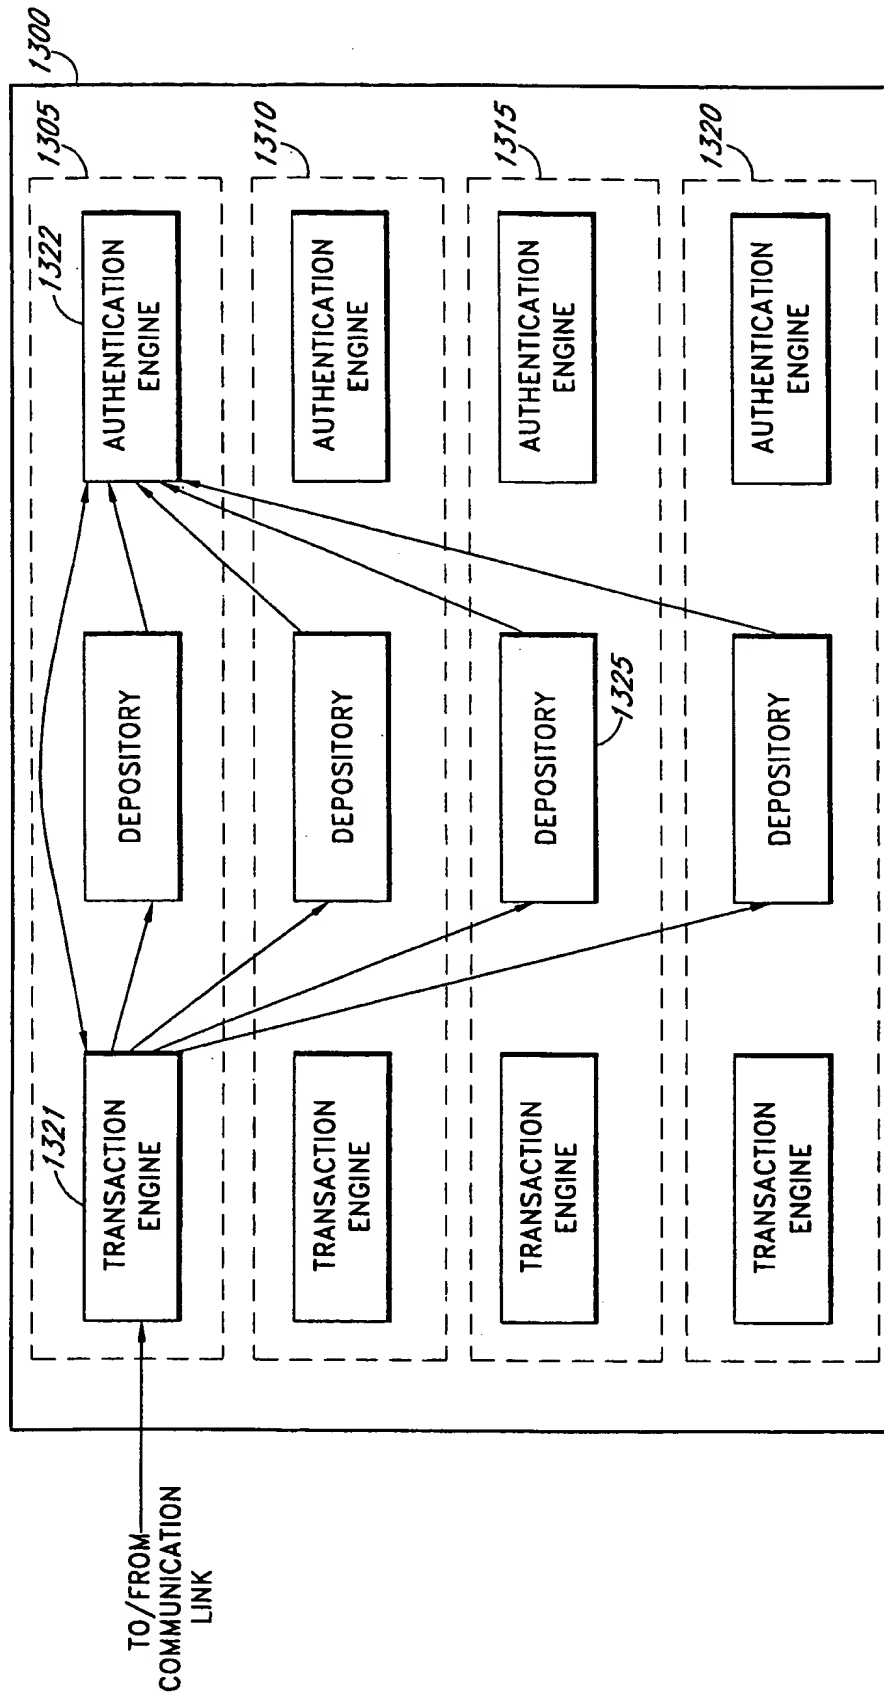 1300
1305
1322
AUTHENTICATION
ENGINE
DEPOSITORY
1321
TRANSACTION
ENGINE
TO/FROM
COMMUNICATION
LINK
1310
AUTHENTICATION
ENGINE
DEPOSITORY
TRANSACTION
ENGINE
1315
AUTHENTICATION
ENGINE
DEPOSITORY
1325
TRANSACTION
ENGINE
1320
AUTHENTICATION
ENGINE
DEPOSITORY
TRANSACTION
ENGINE